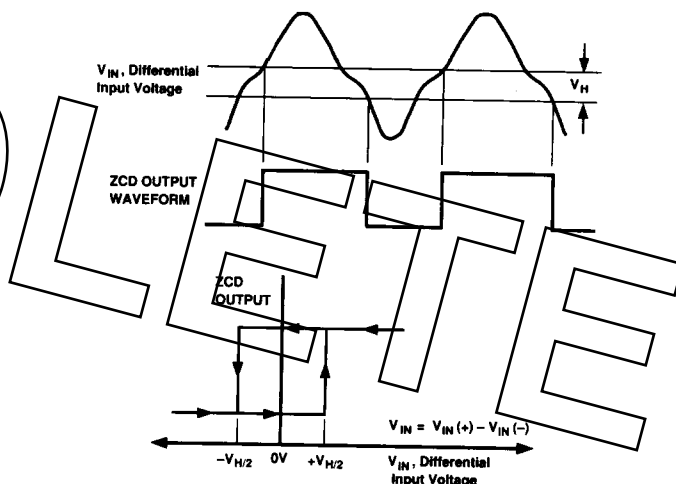 V_IN, Differential
Input Voltage
V_H
ZCD OUTPUT
WAVEFORM
LETE
ZCD
OUTPUT
V_IN = V_IN(+) – V_IN(–)
–V_H/2 0V +V_H/2 V_IN, Differential
Input Voltage